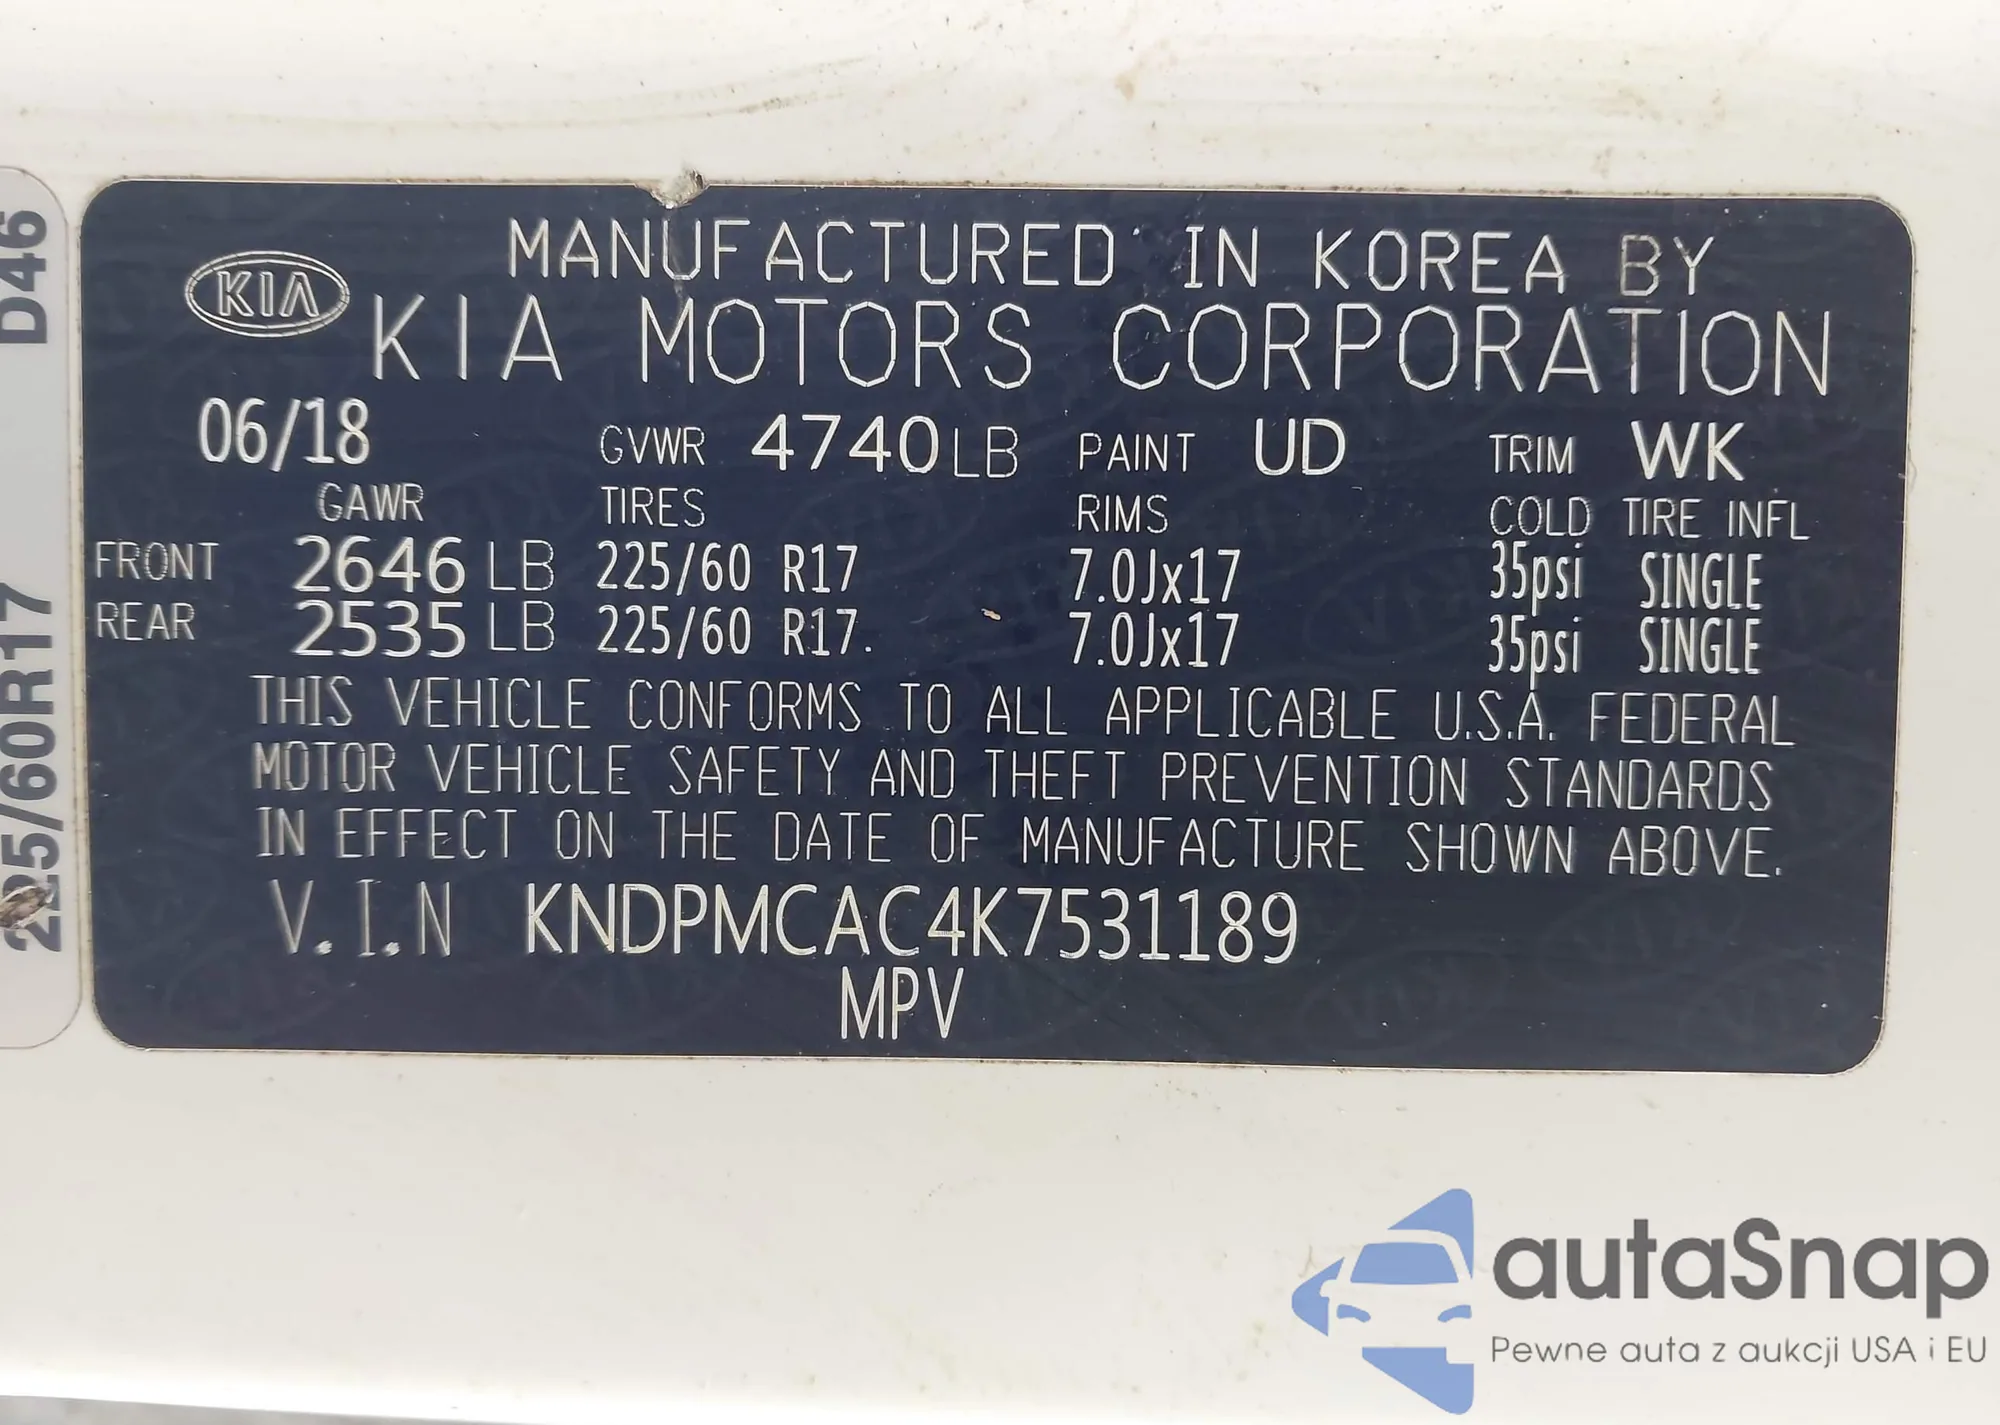 KIA
MANUFACTURED IN KOREA BY
KIA MOTORS CORPORATION
06/18 GVWR 4740LB PAINT UD TRIM WK
GAWR TIRES RIMS COLD TIRE INFL
FRONT 2646 LB 225/60 R17 7.0Jx17 35psi SINGLE
REAR 2535 LB 225/60 R17. 7.0Jx17 35psi SINGLE
THIS VEHICLE CONFORMS TO ALL APPLICABLE U.S.A. FEDERAL
MOTOR VEHICLE SAFETY AND THEFT PREVENTION STANDARDS
IN EFFECT ON THE DATE OF MANUFACTURE SHOWN ABOVE.
V.I.N KNDPMCAC4K7531189
MPV
225/60R17 D46
autaSnap
Pewne auta z aukcji USA i EU